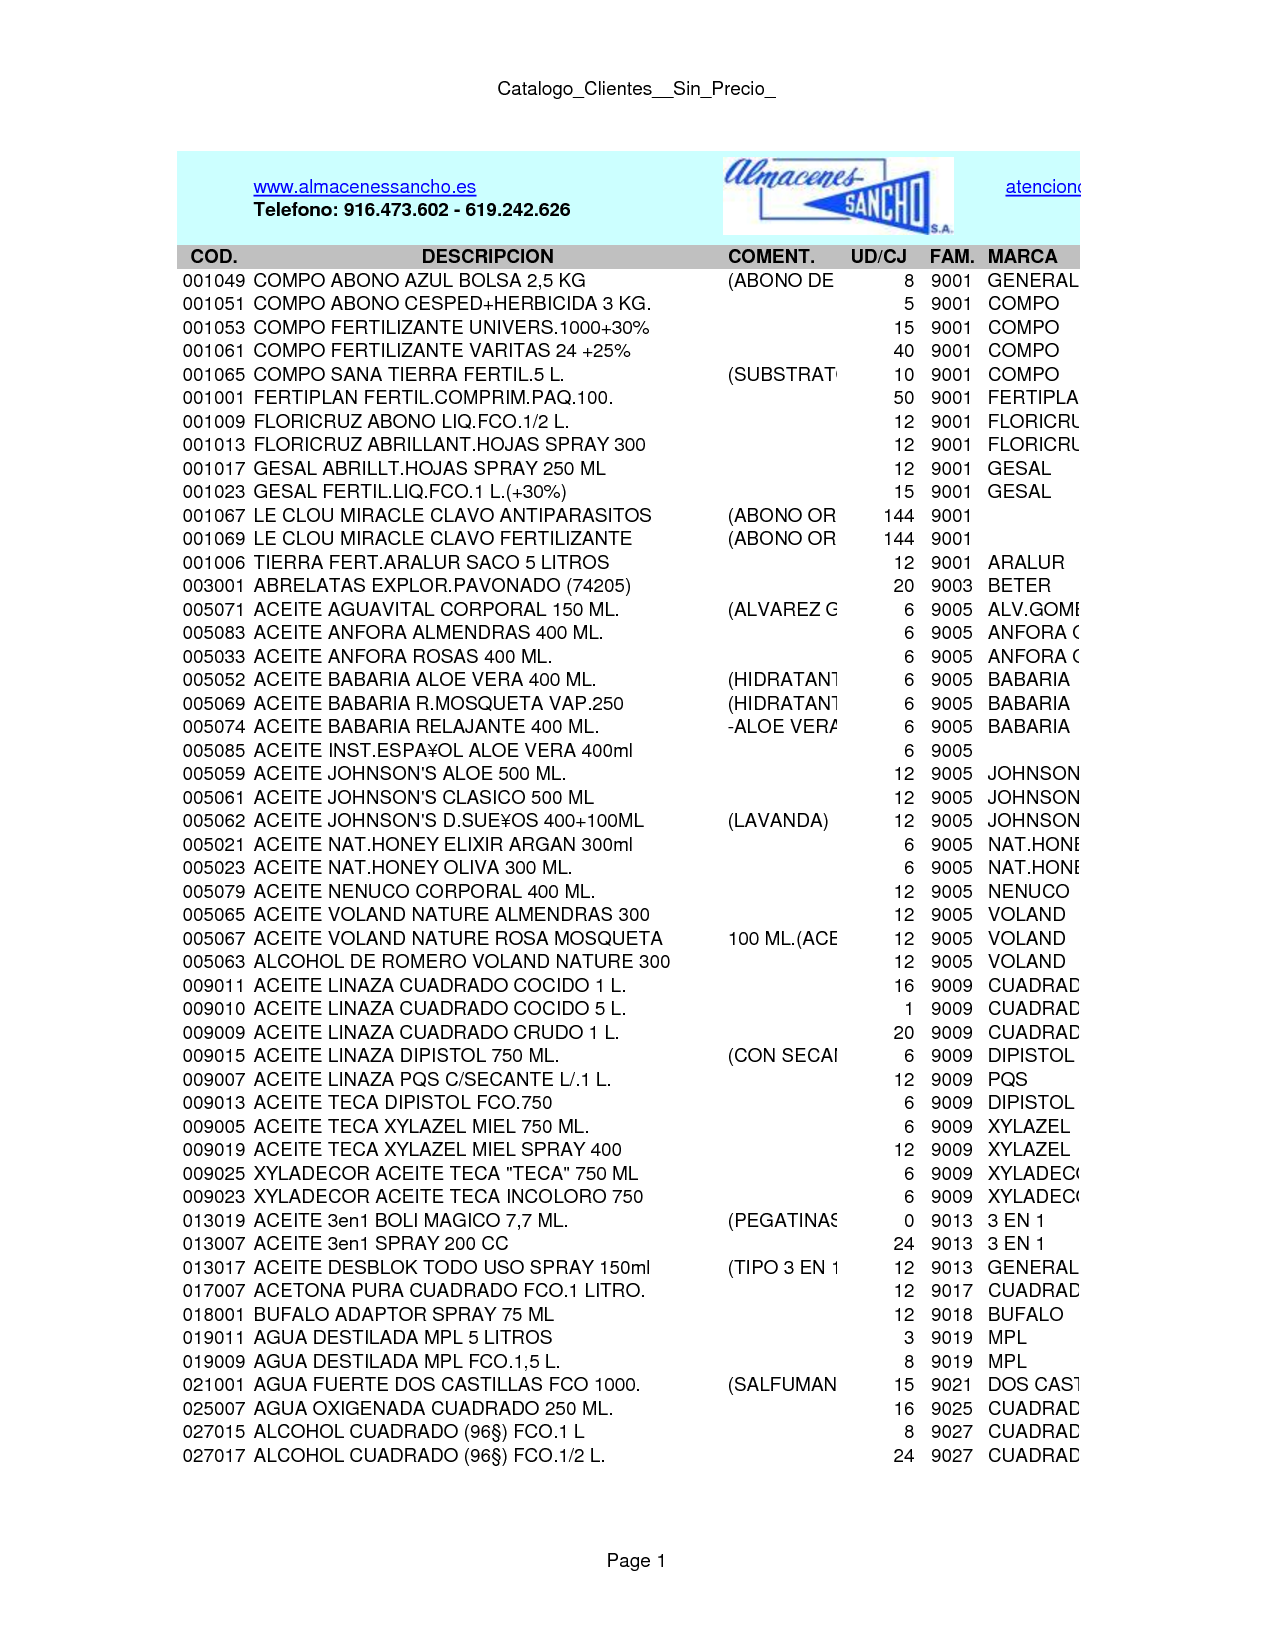 Catalogo_Clientes__Sin_Precio_
www.almacenessancho.es
Telefono: 916.473.602 - 619.242.626
Almacenes SANCHO S.A.
atencionc
COD. DESCRIPCION COMENT. UD/CJ FAM. MARCA
001049 COMPO ABONO AZUL BOLSA 2,5 KG (ABONO DE 8 9001 GENERAL
001051 COMPO ABONO CESPED+HERBICIDA 3 KG. 5 9001 COMPO
001053 COMPO FERTILIZANTE UNIVERS.1000+30% 15 9001 COMPO
001061 COMPO FERTILIZANTE VARITAS 24 +25% 40 9001 COMPO
001065 COMPO SANA TIERRA FERTIL.5 L. (SUBSTRATO 10 9001 COMPO
001001 FERTIPLAN FERTIL.COMPRIM.PAQ.100. 50 9001 FERTIPLA
001009 FLORICRUZ ABONO LIQ.FCO.1/2 L. 12 9001 FLORICRU
001013 FLORICRUZ ABRILLANT.HOJAS SPRAY 300 12 9001 FLORICRU
001017 GESAL ABRILLT.HOJAS SPRAY 250 ML 12 9001 GESAL
001023 GESAL FERTIL.LIQ.FCO.1 L.(+30%) 15 9001 GESAL
001067 LE CLOU MIRACLE CLAVO ANTIPARASITOS (ABONO OR 144 9001
001069 LE CLOU MIRACLE CLAVO FERTILIZANTE (ABONO OR 144 9001
001006 TIERRA FERT.ARALUR SACO 5 LITROS 12 9001 ARALUR
003001 ABRELATAS EXPLOR.PAVONADO (74205) 20 9003 BETER
005071 ACEITE AGUAVITAL CORPORAL 150 ML. (ALVAREZ G 6 9005 ALV.GOME
005083 ACEITE ANFORA ALMENDRAS 400 ML. 6 9005 ANFORA C
005033 ACEITE ANFORA ROSAS 400 ML. 6 9005 ANFORA C
005052 ACEITE BABARIA ALOE VERA 400 ML. (HIDRATANT 6 9005 BABARIA
005069 ACEITE BABARIA R.MOSQUETA VAP.250 (HIDRATANT 6 9005 BABARIA
005074 ACEITE BABARIA RELAJANTE 400 ML. -ALOE VERA 6 9005 BABARIA
005085 ACEITE INST.ESPA¥OL ALOE VERA 400ml 6 9005
005059 ACEITE JOHNSON'S ALOE 500 ML. 12 9005 JOHNSON
005061 ACEITE JOHNSON'S CLASICO 500 ML 12 9005 JOHNSON
005062 ACEITE JOHNSON'S D.SUE¥OS 400+100ML (LAVANDA) 12 9005 JOHNSON
005021 ACEITE NAT.HONEY ELIXIR ARGAN 300ml 6 9005 NAT.HONE
005023 ACEITE NAT.HONEY OLIVA 300 ML. 6 9005 NAT.HONE
005079 ACEITE NENUCO CORPORAL 400 ML. 12 9005 NENUCO
005065 ACEITE VOLAND NATURE ALMENDRAS 300 12 9005 VOLAND
005067 ACEITE VOLAND NATURE ROSA MOSQUETA 100 ML.(ACE 12 9005 VOLAND
005063 ALCOHOL DE ROMERO VOLAND NATURE 300 12 9005 VOLAND
009011 ACEITE LINAZA CUADRADO COCIDO 1 L. 16 9009 CUADRAD
009010 ACEITE LINAZA CUADRADO COCIDO 5 L. 1 9009 CUADRAD
009009 ACEITE LINAZA CUADRADO CRUDO 1 L. 20 9009 CUADRAD
009015 ACEITE LINAZA DIPISTOL 750 ML. (CON SECAN 6 9009 DIPISTOL
009007 ACEITE LINAZA PQS C/SECANTE L/.1 L. 12 9009 PQS
009013 ACEITE TECA DIPISTOL FCO.750 6 9009 DIPISTOL
009005 ACEITE TECA XYLAZEL MIEL 750 ML. 6 9009 XYLAZEL
009019 ACEITE TECA XYLAZEL MIEL SPRAY 400 12 9009 XYLAZEL
009025 XYLADECOR ACEITE TECA "TECA" 750 ML 6 9009 XYLADECO
009023 XYLADECOR ACEITE TECA INCOLORO 750 6 9009 XYLADECO
013019 ACEITE 3en1 BOLI MAGICO 7,7 ML. (PEGATINAS 0 9013 3 EN 1
013007 ACEITE 3en1 SPRAY 200 CC 24 9013 3 EN 1
013017 ACEITE DESBLOK TODO USO SPRAY 150ml (TIPO 3 EN 1 12 9013 GENERAL
017007 ACETONA PURA CUADRADO FCO.1 LITRO. 12 9017 CUADRAD
018001 BUFALO ADAPTOR SPRAY 75 ML 12 9018 BUFALO
019011 AGUA DESTILADA MPL 5 LITROS 3 9019 MPL
019009 AGUA DESTILADA MPL FCO.1,5 L. 8 9019 MPL
021001 AGUA FUERTE DOS CASTILLAS FCO 1000. (SALFUMAN 15 9021 DOS CAST
025007 AGUA OXIGENADA CUADRADO 250 ML. 16 9025 CUADRAD
027015 ALCOHOL CUADRADO (96§) FCO.1 L 8 9027 CUADRAD
027017 ALCOHOL CUADRADO (96§) FCO.1/2 L. 24 9027 CUADRAD
Page 1